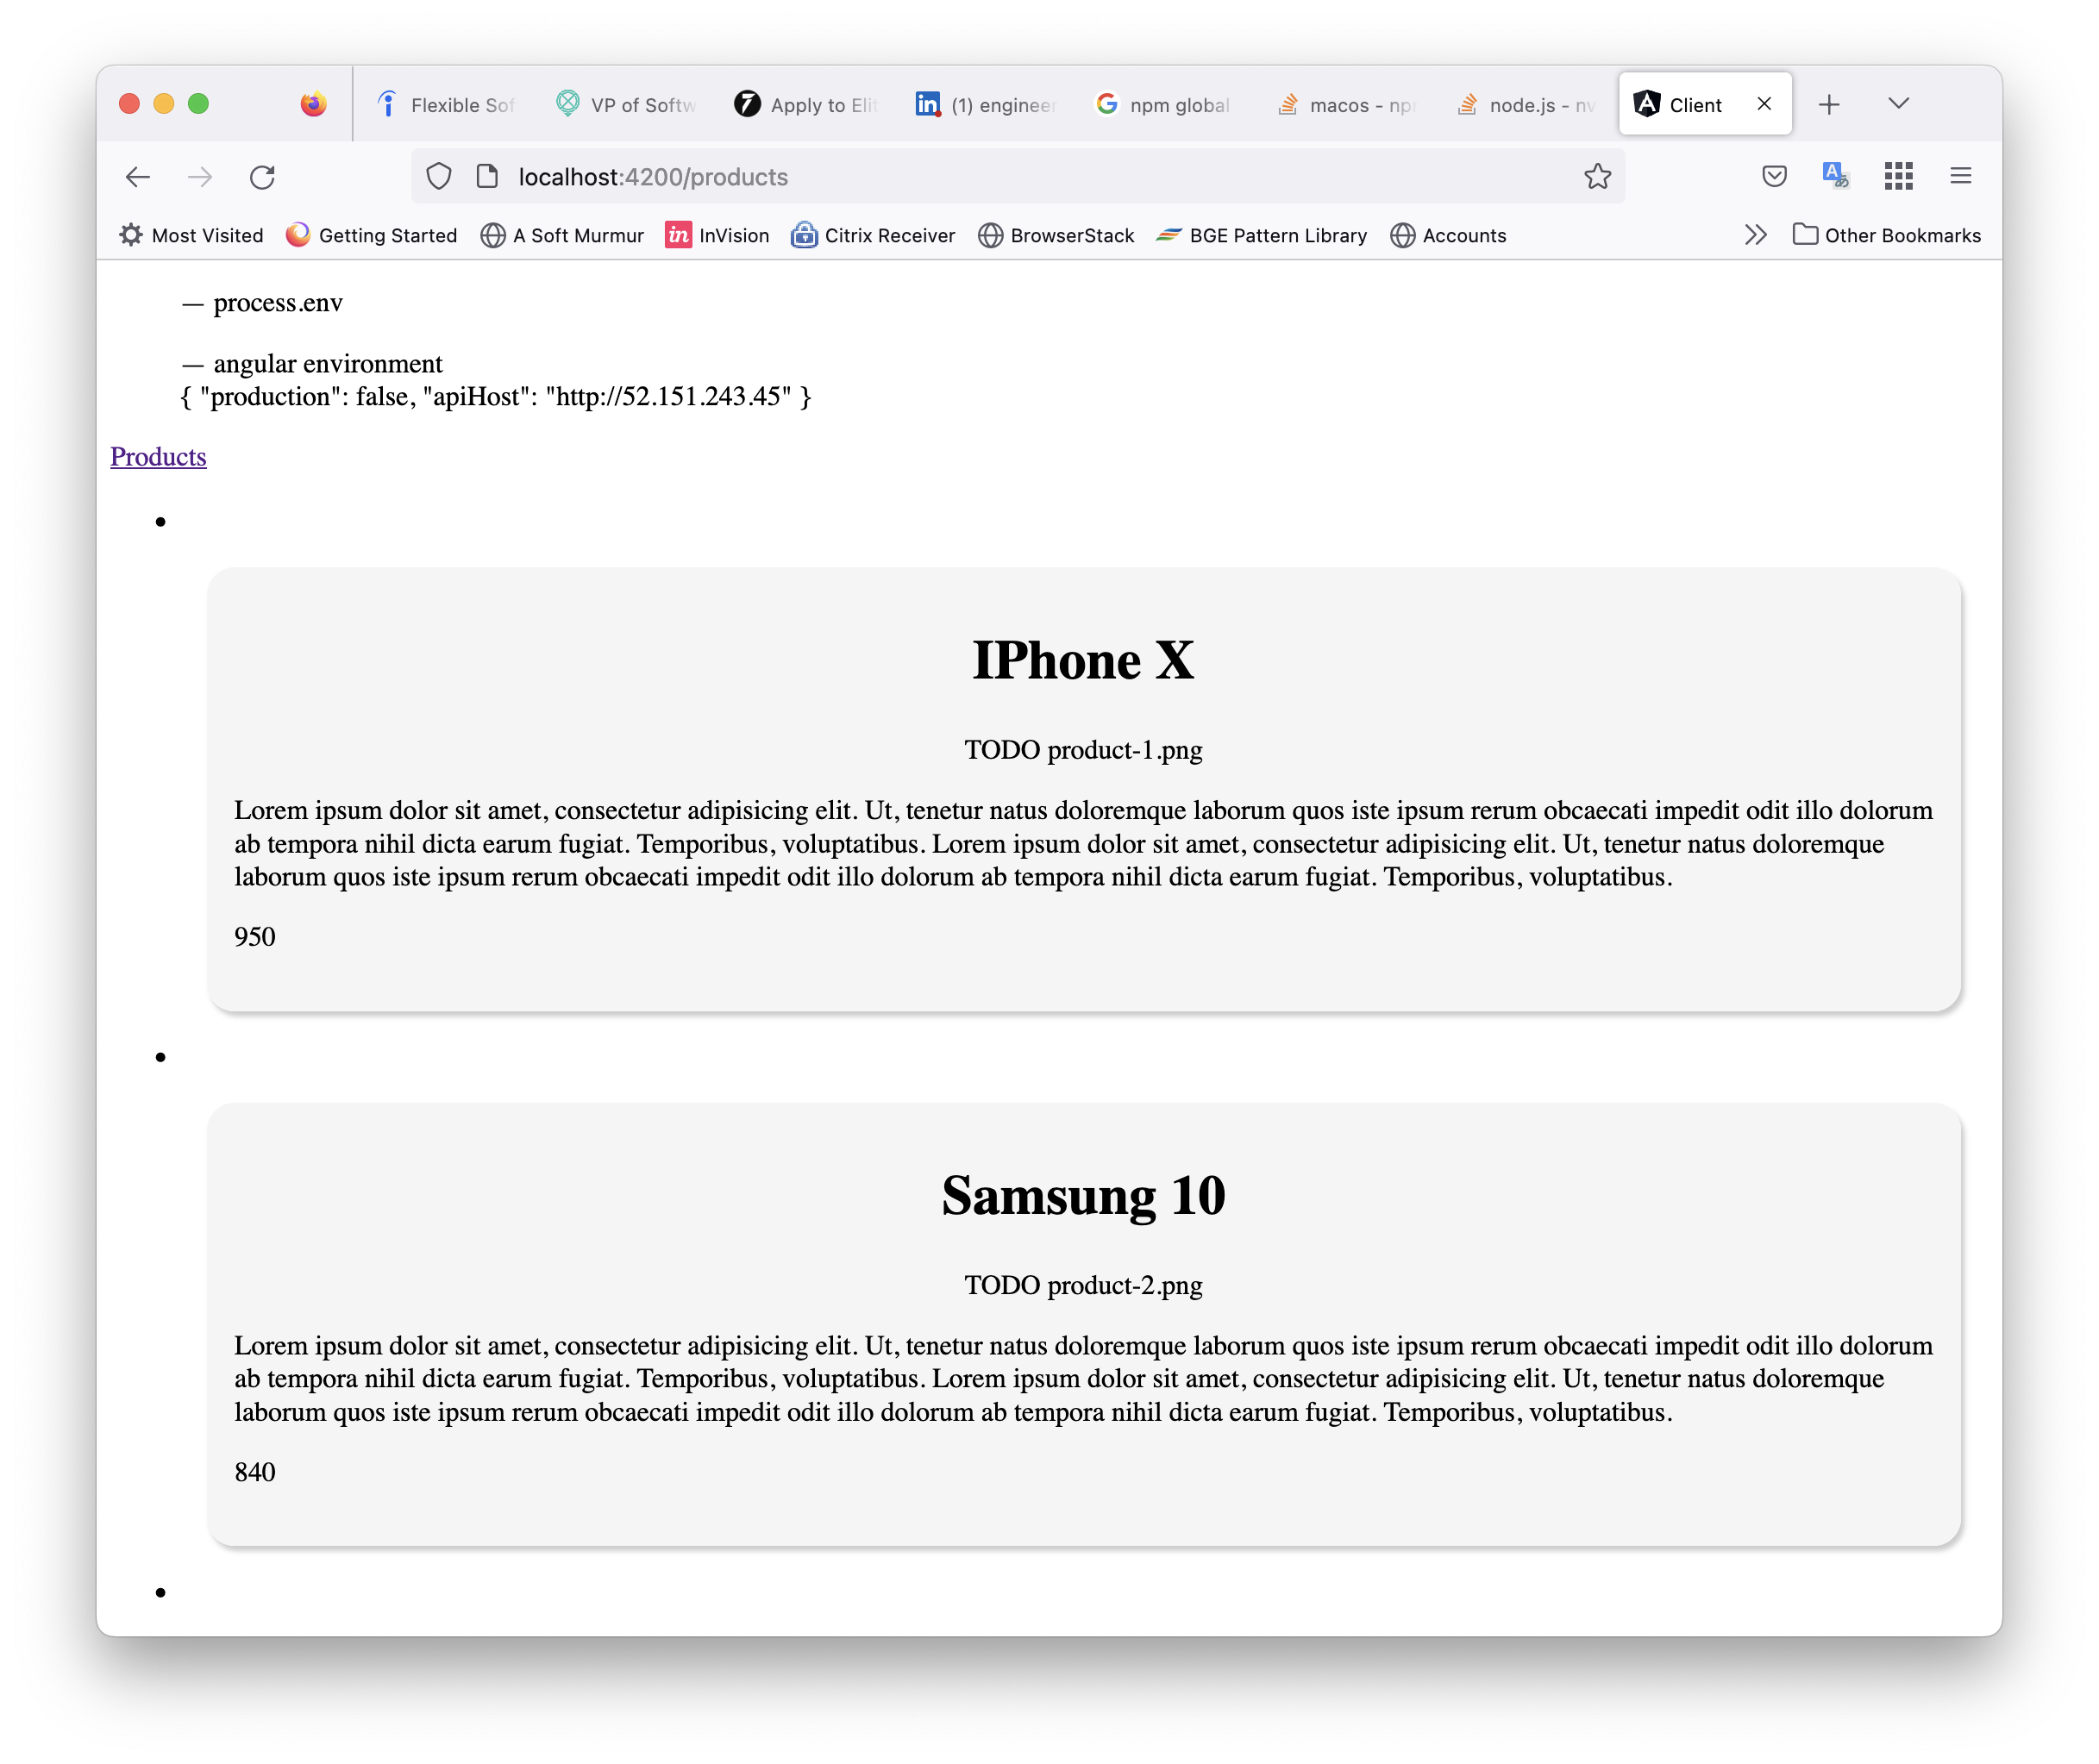 Flexible Sof
VP of Softw
Apply to Elit
(1) engineer
npm global
macos - np
node.js - nv
Client
localhost:4200/products
Most Visited
Getting Started
A Soft Murmur
InVision
Citrix Receiver
BrowserStack
BGE Pattern Library
Accounts
Other Bookmarks
— process.env
— angular environment
{ "production": false, "apiHost": "http://52.151.243.45" }
Products
IPhone X
TODO product-1.png
Lorem ipsum dolor sit amet, consectetur adipisicing elit. Ut, tenetur natus doloremque laborum quos iste ipsum rerum obcaecati impedit odit illo dolorum
ab tempora nihil dicta earum fugiat. Temporibus, voluptatibus. Lorem ipsum dolor sit amet, consectetur adipisicing elit. Ut, tenetur natus doloremque
laborum quos iste ipsum rerum obcaecati impedit odit illo dolorum ab tempora nihil dicta earum fugiat. Temporibus, voluptatibus.
950
Samsung 10
TODO product-2.png
Lorem ipsum dolor sit amet, consectetur adipisicing elit. Ut, tenetur natus doloremque laborum quos iste ipsum rerum obcaecati impedit odit illo dolorum
ab tempora nihil dicta earum fugiat. Temporibus, voluptatibus. Lorem ipsum dolor sit amet, consectetur adipisicing elit. Ut, tenetur natus doloremque
laborum quos iste ipsum rerum obcaecati impedit odit illo dolorum ab tempora nihil dicta earum fugiat. Temporibus, voluptatibus.
840